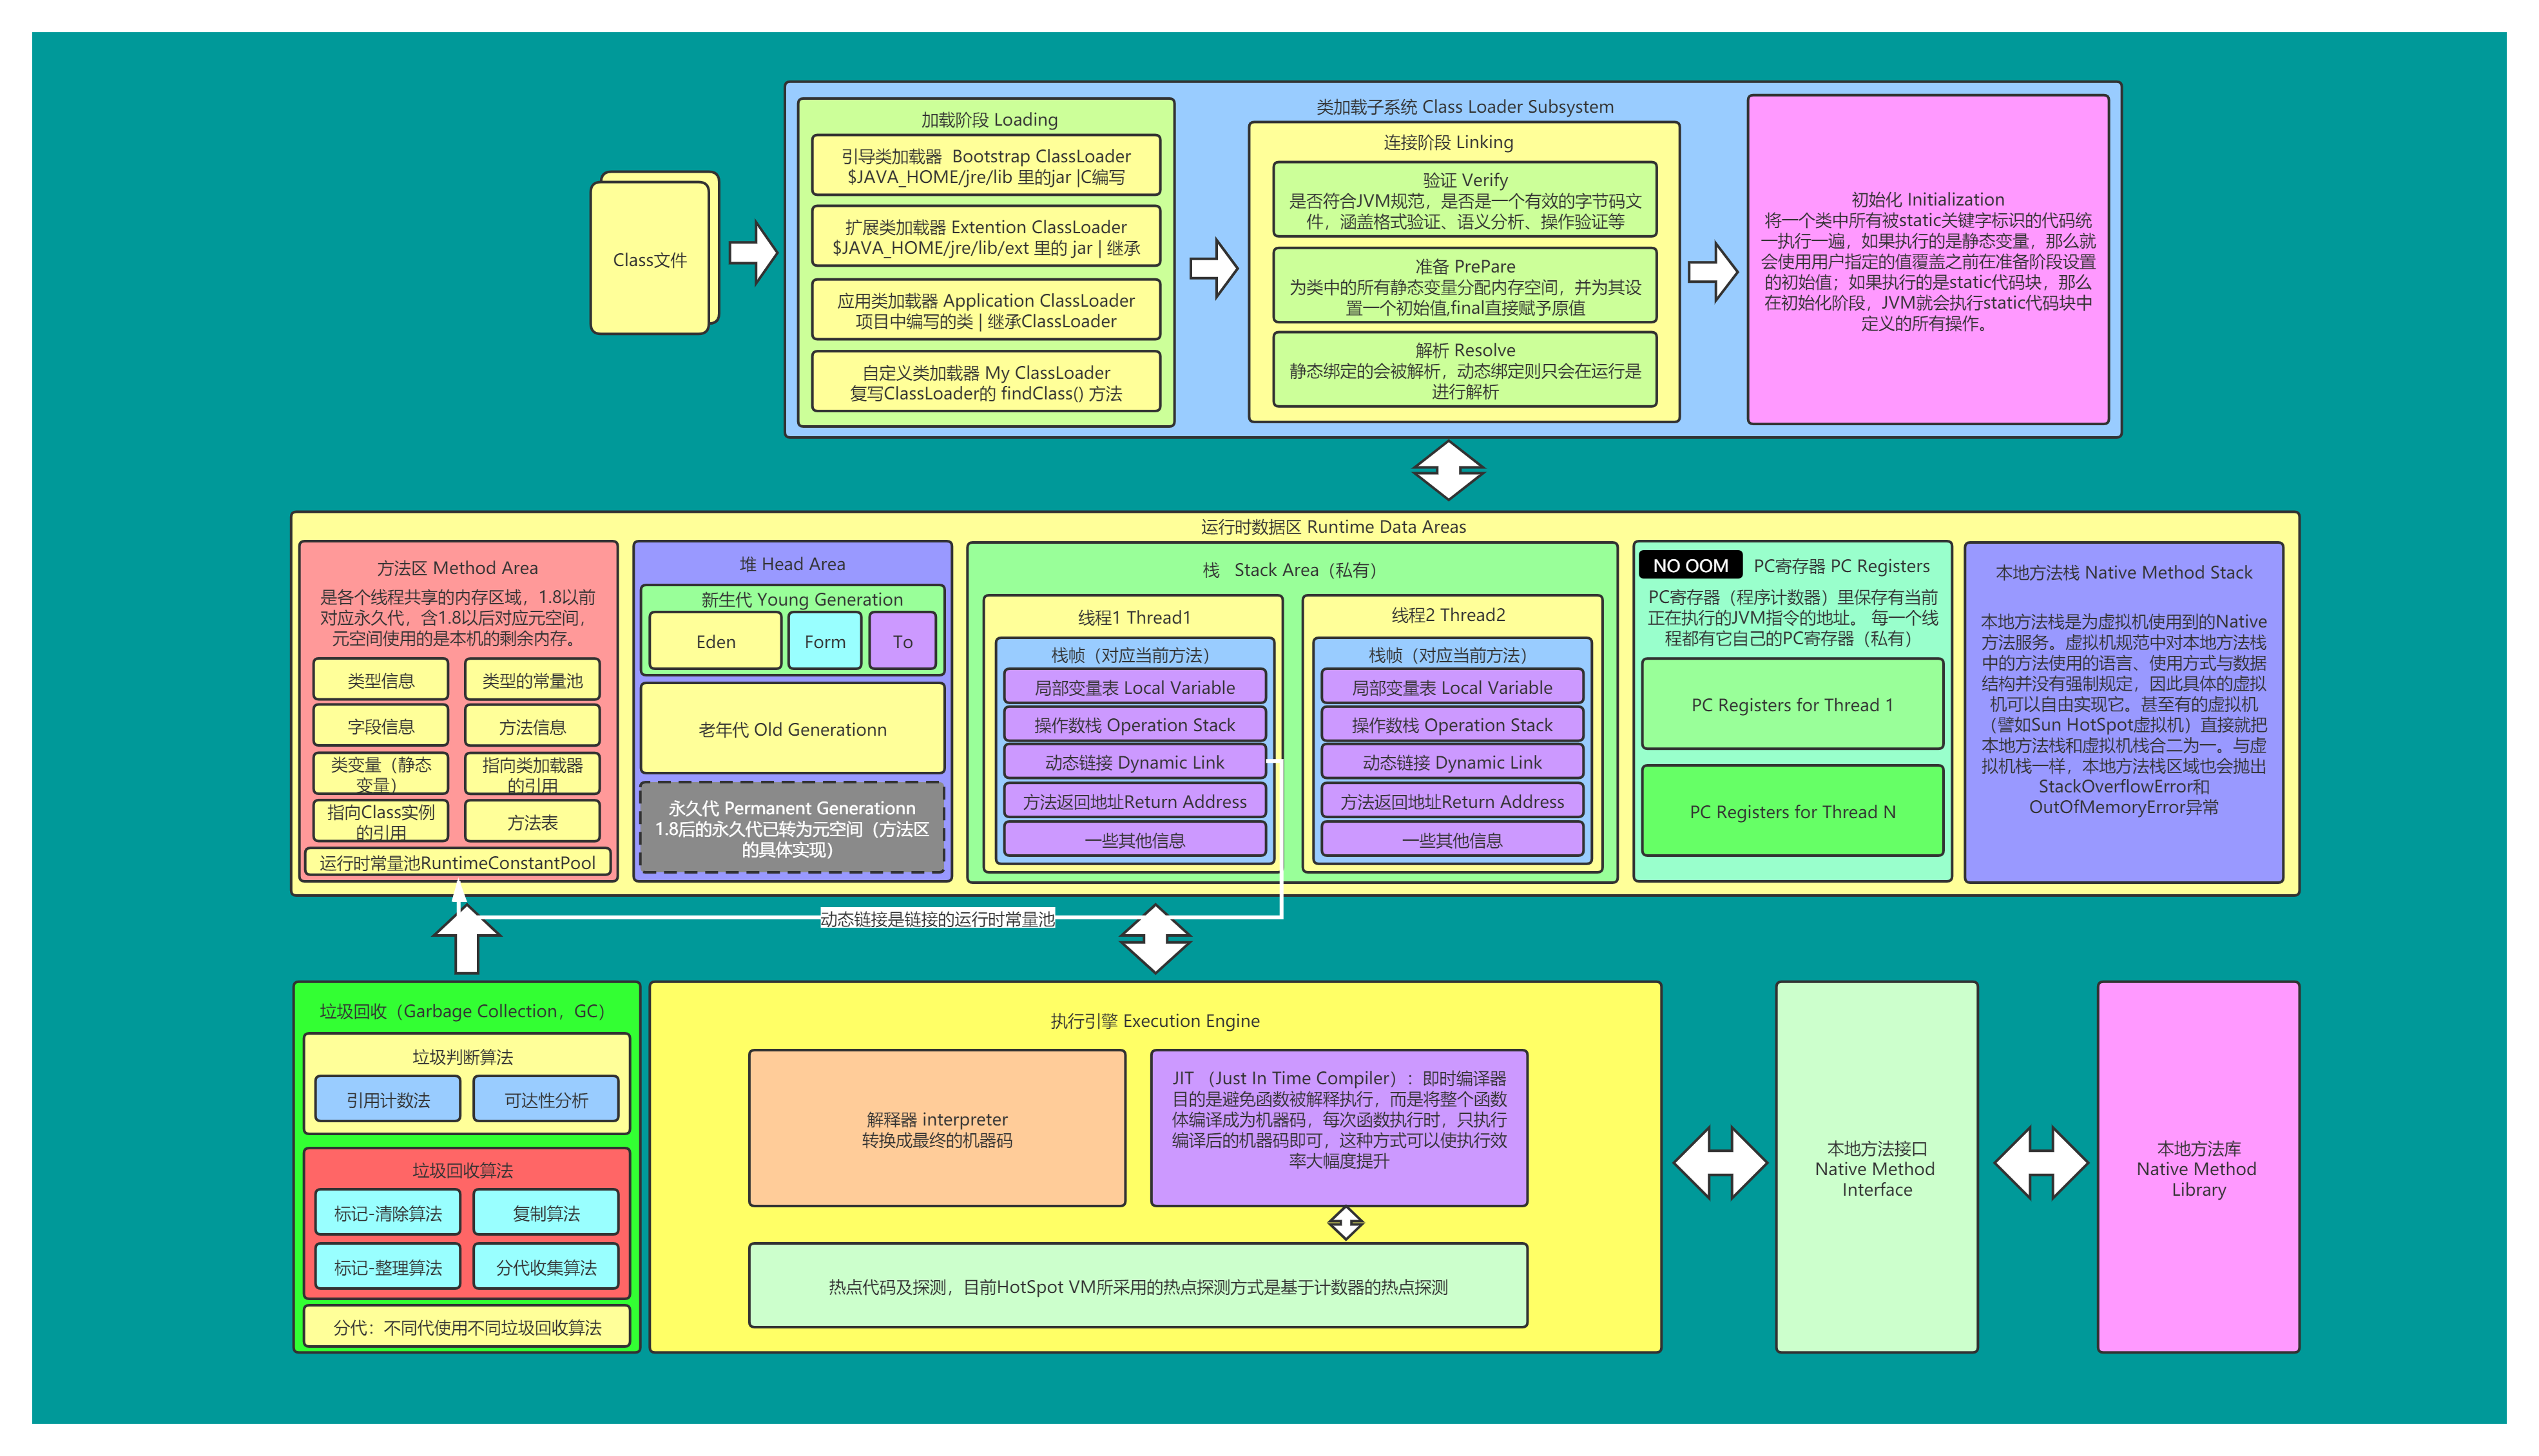 Class文件
类加载子系统 Class Loader Subsystem
加载阶段 Loading
引导类加载器  Bootstrap ClassLoader
$JAVA_HOME/jre/lib 里的jar |C编写
扩展类加载器 Extention ClassLoader
$JAVA_HOME/jre/lib/ext 里的 jar | 继承
应用类加载器 Application ClassLoader
项目中编写的类 | 继承ClassLoader
自定义类加载器 My ClassLoader
复写ClassLoader的 findClass() 方法
连接阶段 Linking
验证 Verify
是否符合JVM规范，是否是一个有效的字节码文
件，涵盖格式验证、语义分析、操作验证等
准备 PrePare
为类中的所有静态变量分配内存空间，并为其设
置一个初始值,final直接赋予原值
解析 Resolve
静态绑定的会被解析，动态绑定则只会在运行是
进行解析
初始化 Initialization
将一个类中所有被static关键字标识的代码统
一执行一遍，如果执行的是静态变量，那么就
会使用用户指定的值覆盖之前在准备阶段设置
的初始值；如果执行的是static代码块，那么
在初始化阶段，JVM就会执行static代码块中
定义的所有操作。
运行时数据区 Runtime Data Areas
方法区 Method Area
是各个线程共享的内存区域，1.8以前
对应永久代，含1.8以后对应元空间，
元空间使用的是本机的剩余内存。
类型信息
类型的常量池
字段信息
方法信息
类变量（静态
变量）
指向类加载器
的引用
指向Class实例
的引用
方法表
运行时常量池RuntimeConstantPool
堆 Head Area
新生代 Young Generation
Eden
Form
To
老年代 Old Generationn
永久代 Permanent Generationn
1.8后的永久代已转为元空间（方法区
的具体实现）
栈   Stack Area（私有）
线程1 Thread1
栈帧（对应当前方法）
局部变量表 Local Variable
操作数栈 Operation Stack
动态链接 Dynamic Link
方法返回地址Return Address
一些其他信息
线程2 Thread2
栈帧（对应当前方法）
局部变量表 Local Variable
操作数栈 Operation Stack
动态链接 Dynamic Link
方法返回地址Return Address
一些其他信息
NO OOM
PC寄存器 PC Registers
PC寄存器（程序计数器）里保存有当前
正在执行的JVM指令的地址。 每一个线
程都有它自己的PC寄存器（私有）
PC Registers for Thread 1
PC Registers for Thread N
本地方法栈 Native Method Stack
本地方法栈是为虚拟机使用到的Native
方法服务。虚拟机规范中对本地方法栈
中的方法使用的语言、使用方式与数据
结构并没有强制规定，因此具体的虚拟
机可以自由实现它。甚至有的虚拟机
（譬如Sun HotSpot虚拟机）直接就把
本地方法栈和虚拟机栈合二为一。与虚
拟机栈一样，本地方法栈区域也会抛出
StackOverflowError和
OutOfMemoryError异常
动态链接是链接的运行时常量池
垃圾回收（Garbage Collection，GC）
垃圾判断算法
引用计数法
可达性分析
垃圾回收算法
标记-清除算法
复制算法
标记-整理算法
分代收集算法
分代：不同代使用不同垃圾回收算法
执行引擎 Execution Engine
解释器 interpreter
转换成最终的机器码
JIT （Just In Time Compiler）：即时编译器
目的是避免函数被解释执行，而是将整个函数
体编译成为机器码，每次函数执行时，只执行
编译后的机器码即可，这种方式可以使执行效
率大幅度提升
热点代码及探测，目前HotSpot VM所采用的热点探测方式是基于计数器的热点探测
本地方法接口
Native Method
Interface
本地方法库
Native Method
Library